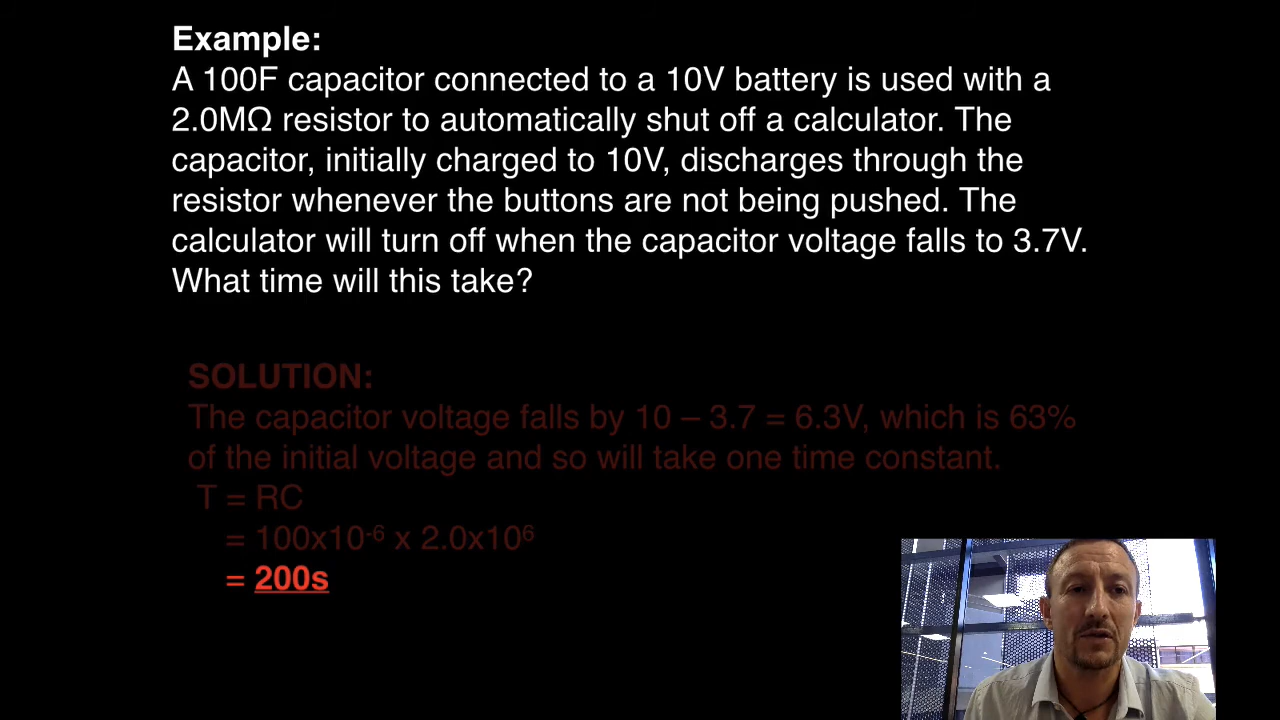 Example:
A 100F capacitor connected to a 10V battery is used with a
2.0MΩ resistor to automatically shut off a calculator. The
capacitor, initially charged to 10V, discharges through the
resistor whenever the buttons are not being pushed. The
calculator will turn off when the capacitor voltage falls to 3.7V.
What time will this take?
SOLUTION:
The capacitor voltage falls by 10 – 3.7 = 6.3V, which is 63%
of the initial voltage and so will take one time constant.
T = RC
= 100x10⁻⁶ x 2.0x10⁶
= 200s